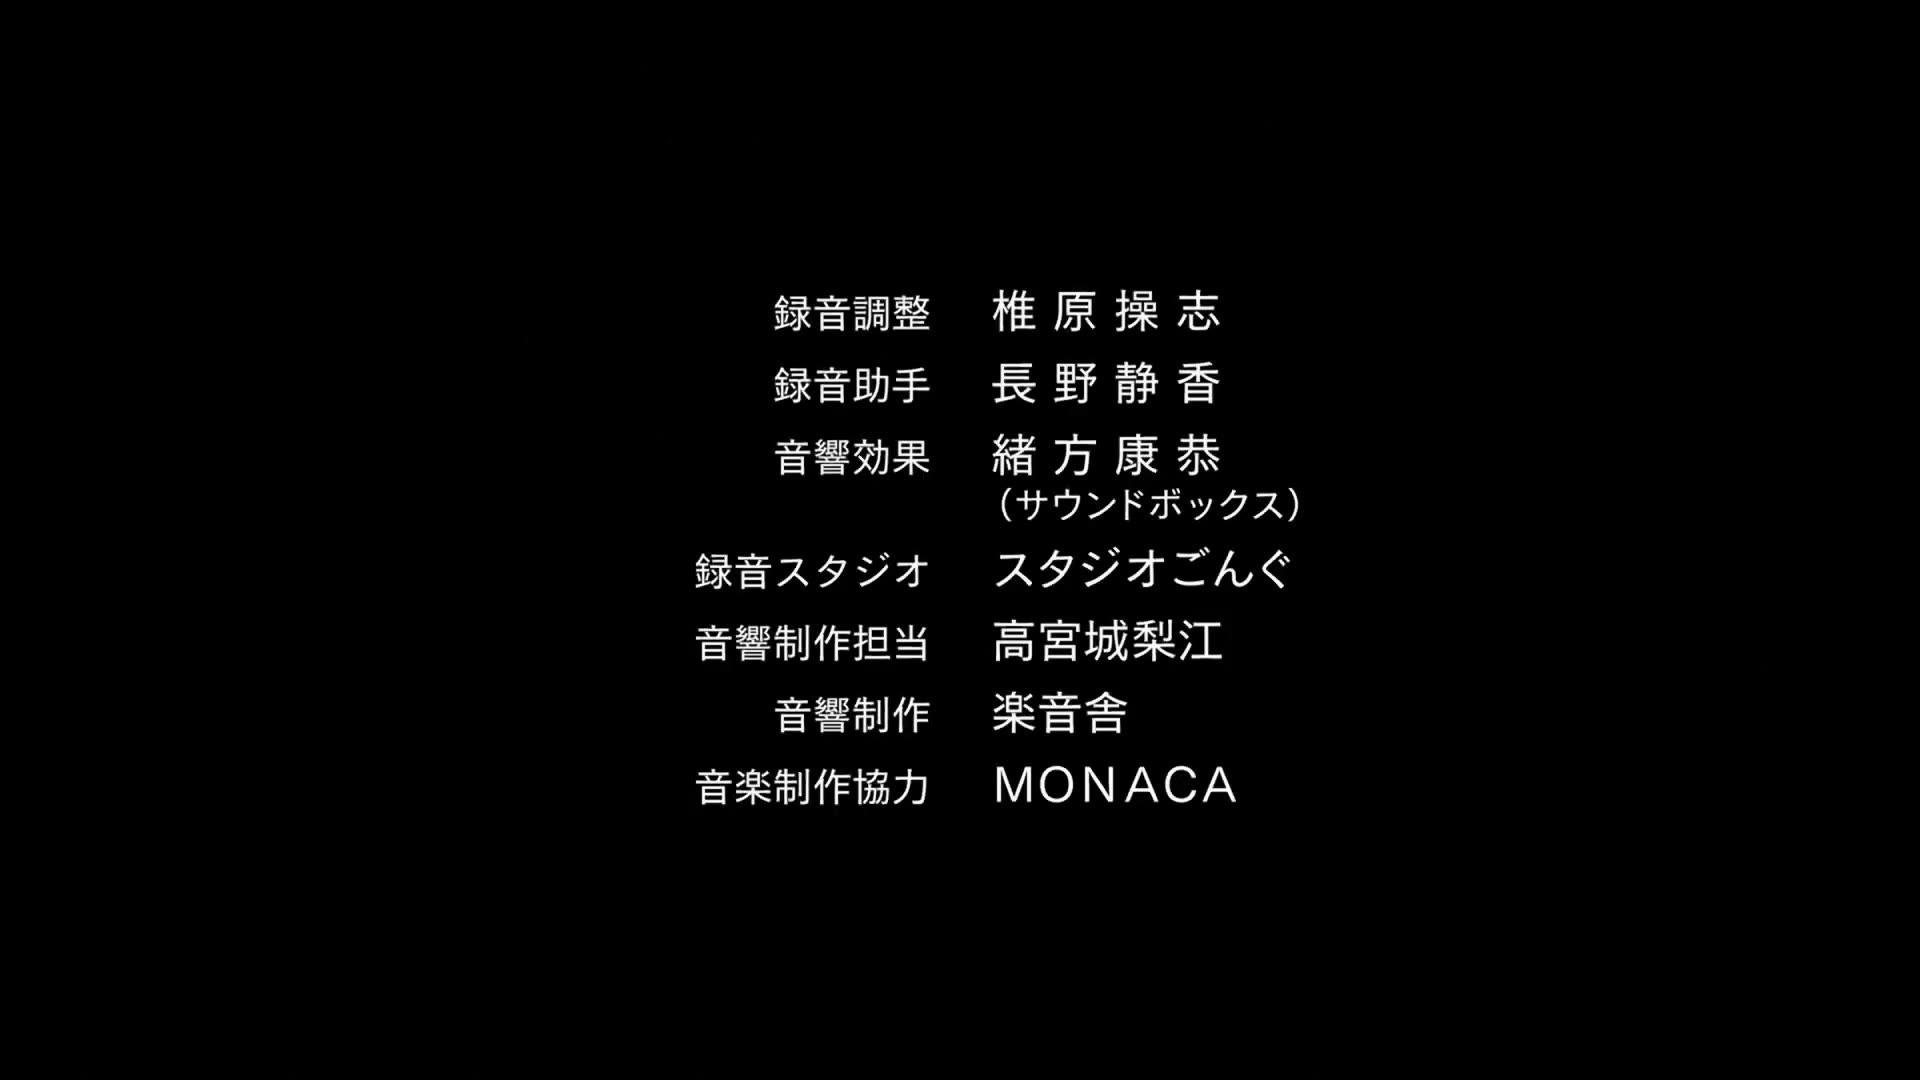 録音調整 椎原操志
録音助手 長野静香
音響効果 緒方康恭
（サウンドボックス）
録音スタジオ スタジオごんぐ
音響制作担当 高宮城梨江
音響制作 楽音舎
音楽制作協力 MONACA